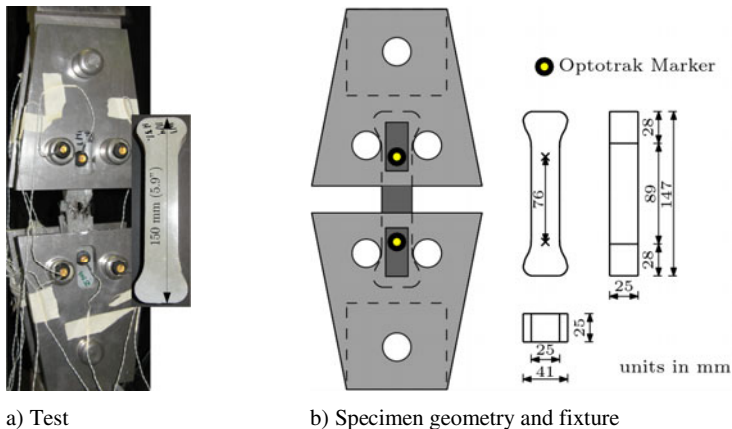 150 mm (5.9")
Optotrak Marker
76
28
89
147
28
25
25
25
41
units in mm
a) Test
b) Specimen geometry and fixture